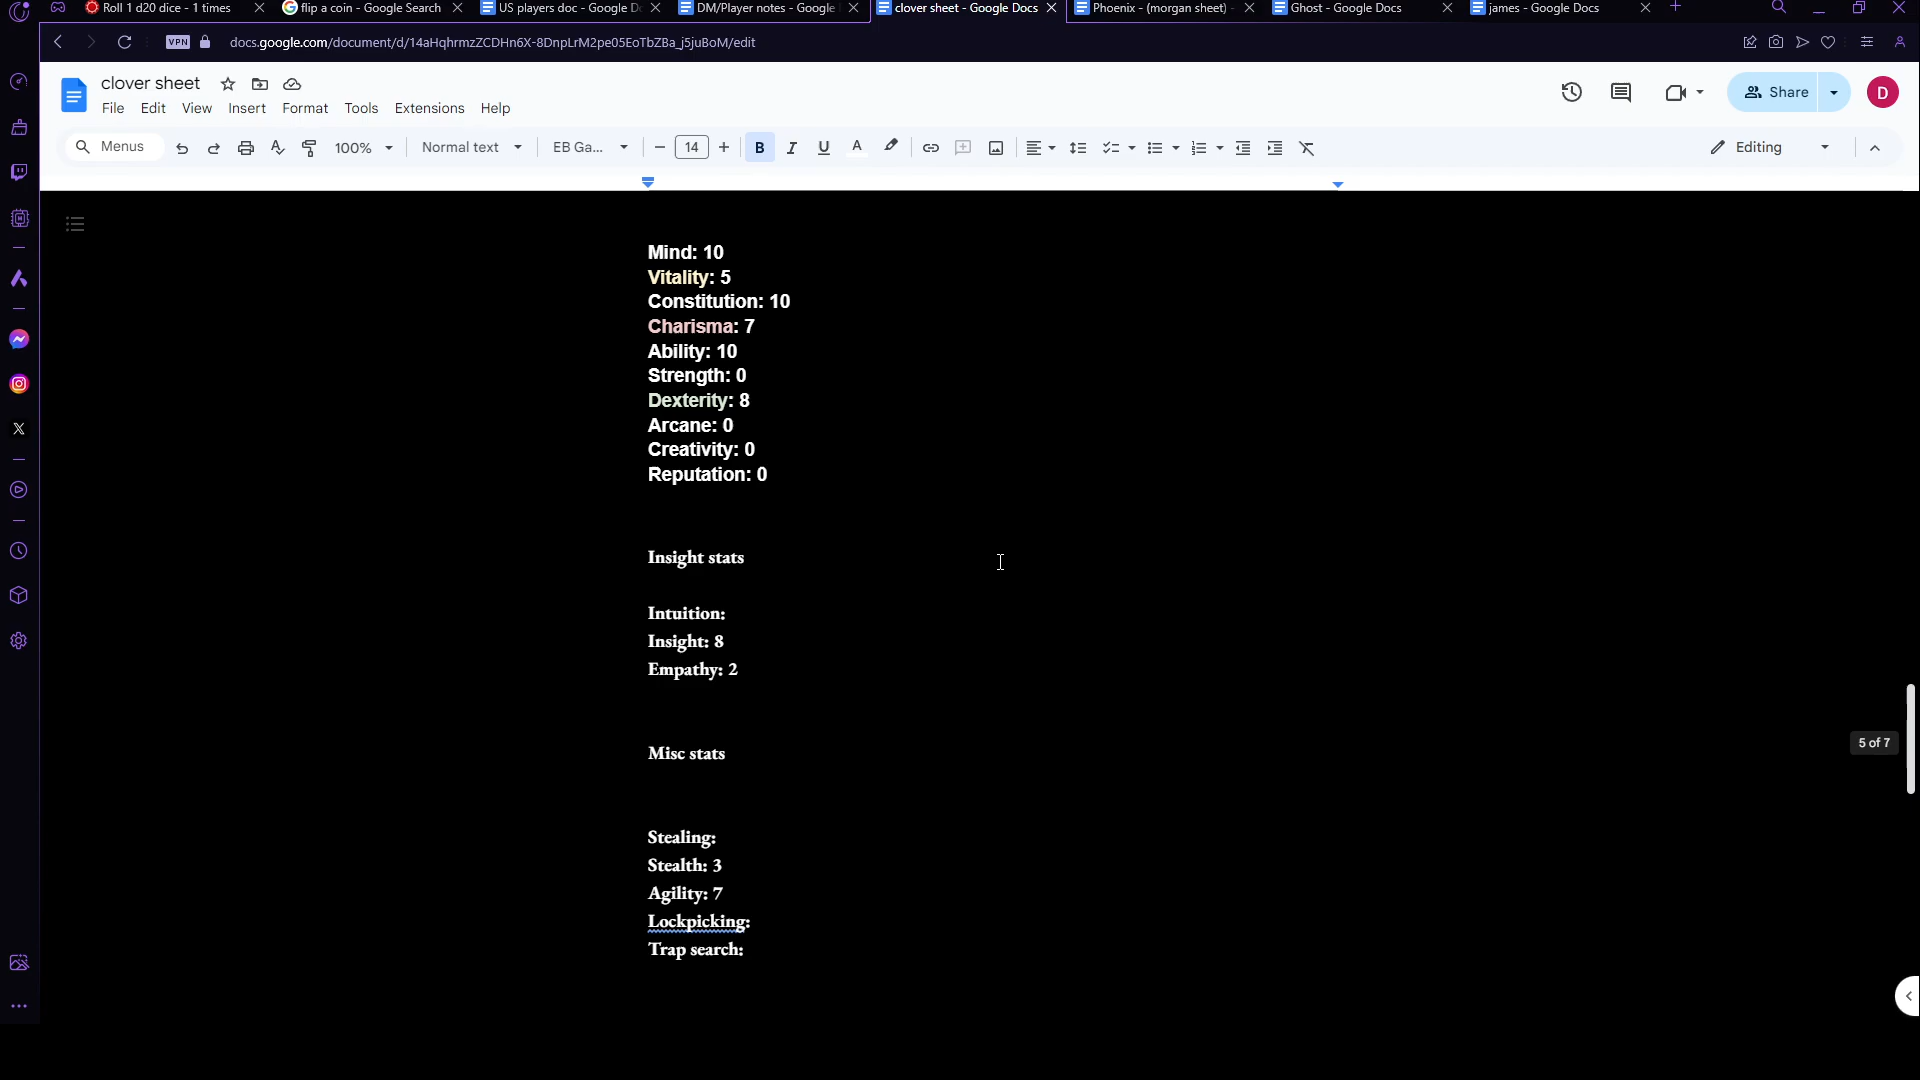 Roll 1 d20 dice - 1 times
flip a coin - Google Search
US players doc - Google D
DM/Player notes - Google
clover sheet - Google Docs
Phoenix - (morgan sheet) -
Ghost - Google Docs
james - Google Docs
VPN
docs.google.com/document/d/14aHqhrmzZCDHn6X-8DnpLrM2pe05EoTbZBa_j5juBoM/edit
clover sheet
Share
D
File Edit View Insert Format Tools Extensions Help
Menus
100%
Normal text
EB Ga...
14
B
I
U
A
Editing
Mind: 10
Vitality: 5
Constitution: 10
Charisma: 7
Ability: 10
Strength: 0
Dexterity: 8
Arcane: 0
Creativity: 0
Reputation: 0
Insight stats
Intuition:
Insight: 8
Empathy: 2
Misc stats
5 of 7
Stealing:
Stealth: 3
Agility: 7
Lockpicking:
Trap search: